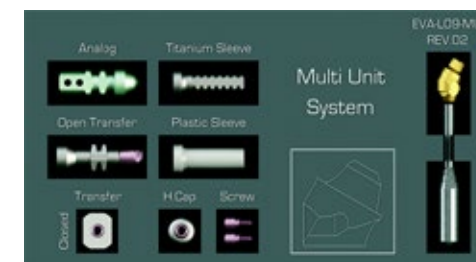 EVA-L09-M
REV.02
Analog
Titanium Sleeve
Multi Unit
System
Open Transfer
Plastic Sleeve
Transfer
H.Cap
Screw
Closed